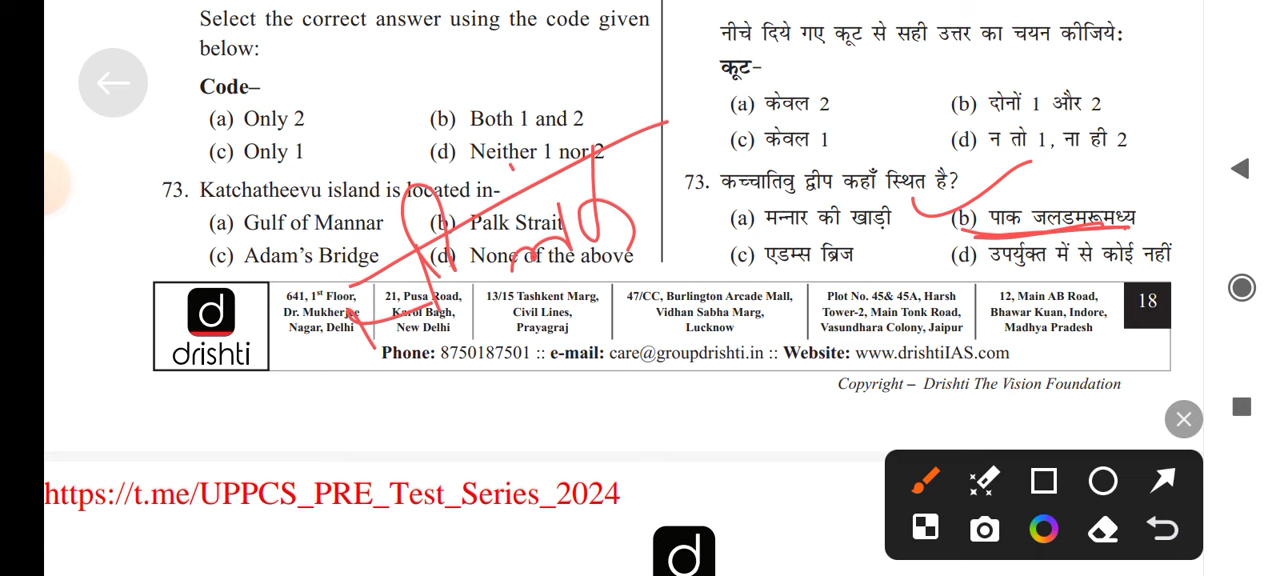 Select the correct answer using the code given
below:
Code–
(a) Only 2 (b) Both 1 and 2
(c) Only 1 (d) Neither 1 nor 2
73. Katchatheevu island is located in-
(a) Gulf of Mannar (b) Palk Strait
(c) Adam's Bridge (d) None of the above
नीचे दिये गए कूट से सही उत्तर का चयन कीजिये:
कूट–
(a) केवल 2 (b) दोनों 1 और 2
(c) केवल 1 (d) न तो 1, ना ही 2
73. कच्चातिवु द्वीप कहाँ स्थित है?
(a) मन्नार की खाड़ी (b) पाक जलडमरूमध्य
(c) एडम्स ब्रिज (d) उपर्युक्त में से कोई नहीं
d
drishti
641, 1st Floor,
Dr. Mukherjee
Nagar, Delhi
21, Pusa Road,
Karol Bagh,
New Delhi
13/15 Tashkent Marg,
Civil Lines,
Prayagraj
47/CC, Burlington Arcade Mall,
Vidhan Sabha Marg,
Lucknow
Plot No. 45& 45A, Harsh
Tower-2, Main Tonk Road,
Vasundhara Colony, Jaipur
12, Main AB Road,
Bhawar Kuan, Indore,
Madhya Pradesh
18
Phone: 8750187501 :: e-mail: care@groupdrishti.in :: Website: www.drishtiIAS.com
Copyright – Drishti The Vision Foundation
https://t.me/UPPCS_PRE_Test_Series_2024
d